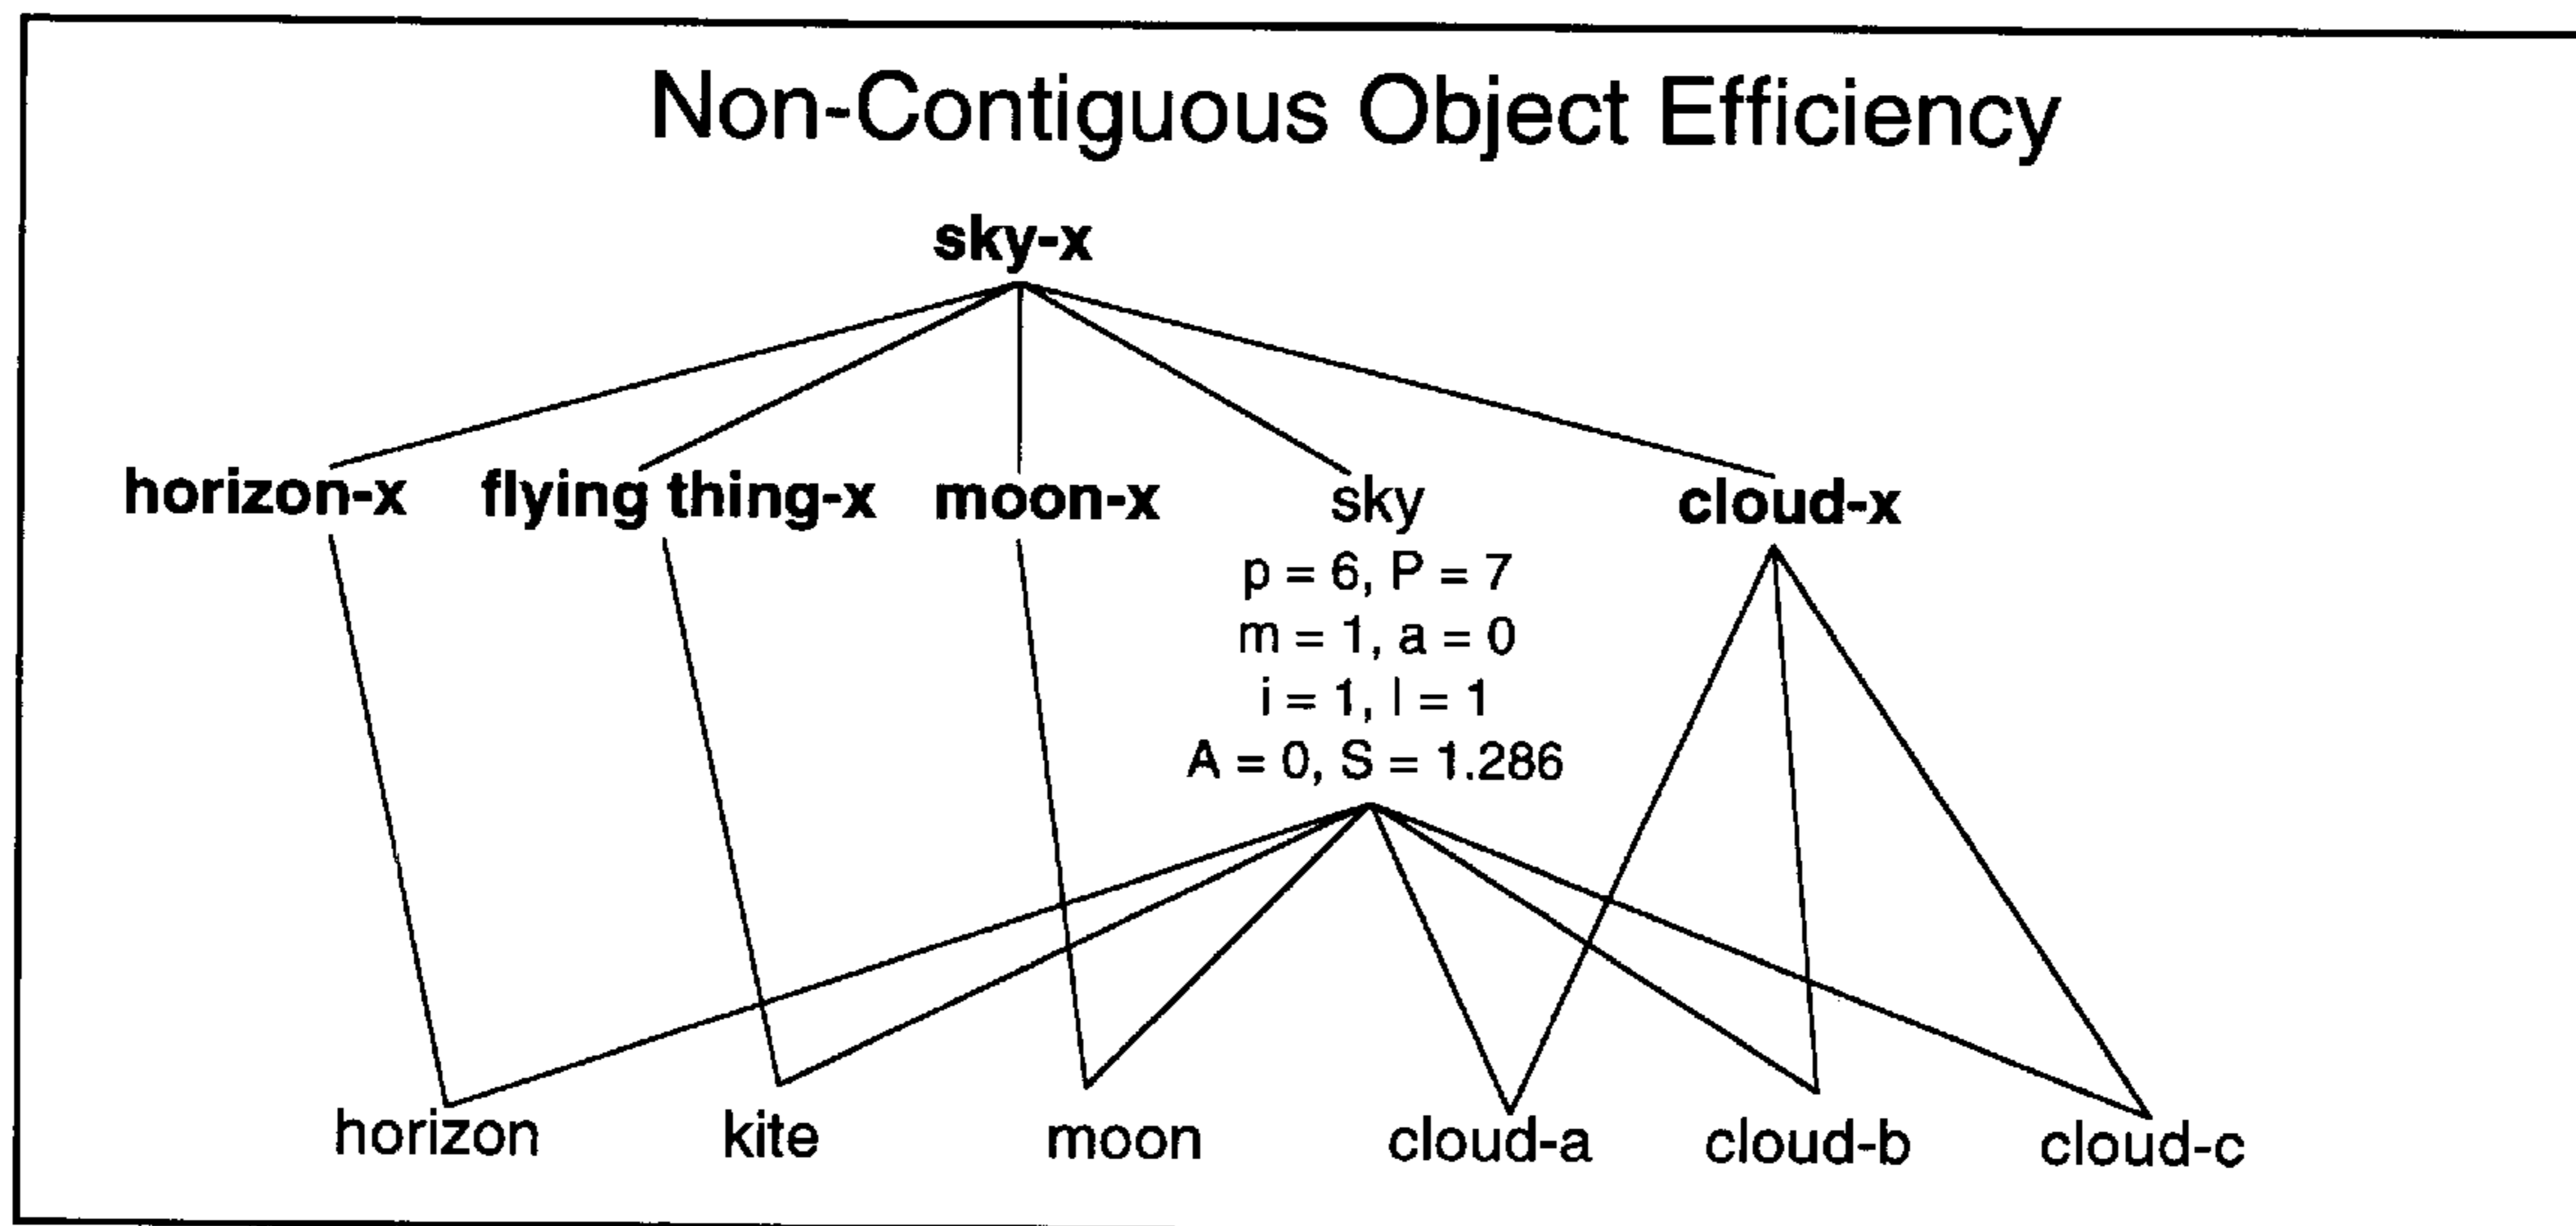 Non-Contiguous Object Efficiency
sky-x
horizon-x flying thing-x moon-x sky cloud-x
p = 6, P = 7
m = 1, a = 0
i = 1, l = 1
A = 0, S = 1.286
horizon kite moon cloud-a cloud-b cloud-c